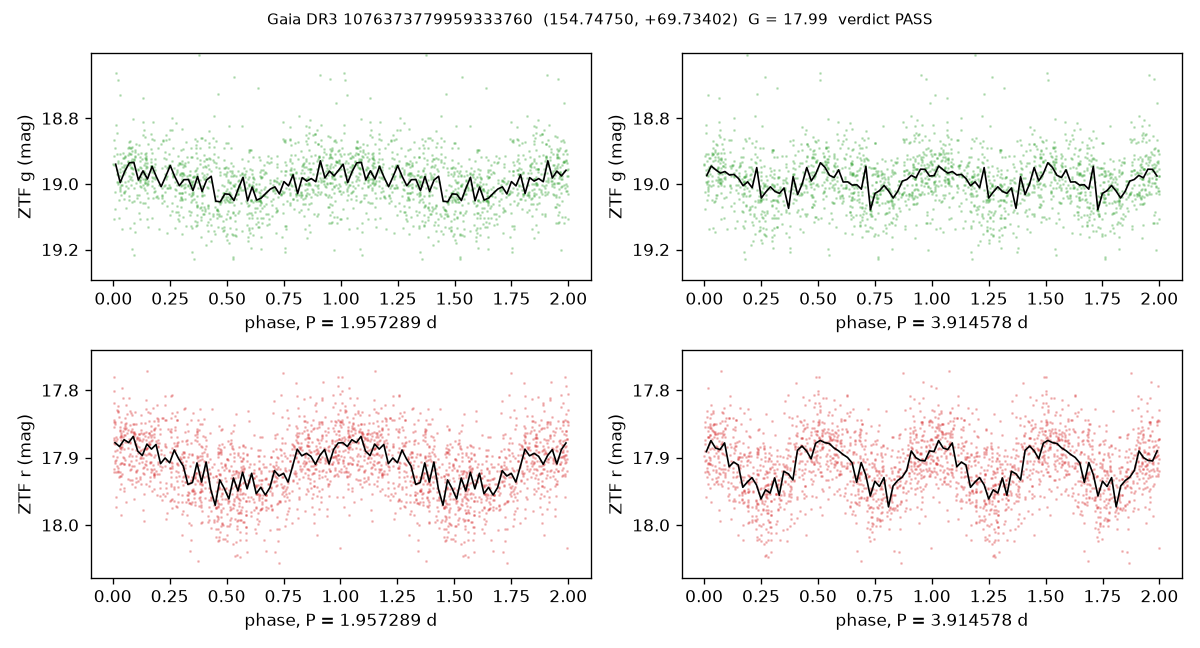 Gaia DR3 1076373779959333760  (154.74750, +69.73402)  G = 17.99  verdict PASS
ZTF g (mag)
18.8
19.0
19.2
0.00 0.25 0.50 0.75 1.00 1.25 1.50 1.75 2.00
phase, P = 1.957289 d
ZTF g (mag)
18.8
19.0
19.2
0.00 0.25 0.50 0.75 1.00 1.25 1.50 1.75 2.00
phase, P = 3.914578 d
ZTF r (mag)
17.8
17.9
18.0
0.00 0.25 0.50 0.75 1.00 1.25 1.50 1.75 2.00
phase, P = 1.957289 d
ZTF r (mag)
17.8
17.9
18.0
0.00 0.25 0.50 0.75 1.00 1.25 1.50 1.75 2.00
phase, P = 3.914578 d